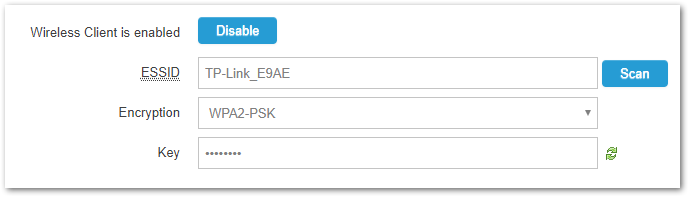 Wireless Client is enabled Disable
ESSID TP-Link_E9AE Scan
Encryption WPA2-PSK
Key ••••••••